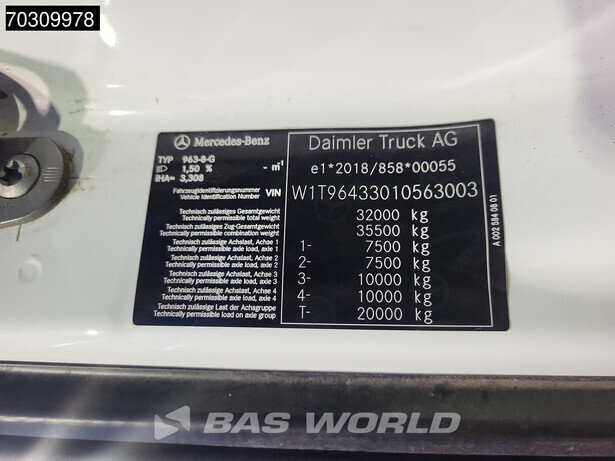 70309978
Mercedes-Benz
Daimler Truck AG
TYP 963-8-G
1,50 % - m⁻¹
iHA= 3,308
e1*2018/858*00055
Fahrzeugidentifizierungsnummer
Vehicle Identification Number VIN W1T96433010563003
Technisch zulässiges Gesamtgewicht
Technically permissible total weight 32000 kg
Technisch zulässiges Zug-Gesamtgewicht
Technically permissible combination weight 35500 kg
Technisch zulässige Achslast, Achse 1
Technically permissible axle load, axle 1 1- 7500 kg
Technisch zulässige Achslast, Achse 2
Technically permissible axle load, axle 2 2- 7500 kg
Technisch zulässige Achslast, Achse 3
Technically permissible axle load, axle 3 3- 10000 kg
Technisch zulässige Achslast, Achse 4
Technically permissible axle load, axle 4 4- 10000 kg
Technisch zulässige Last der Achsgruppe
Technically permissible load on axle group T- 20000 kg
A 002 584 08 01
BAS WORLD